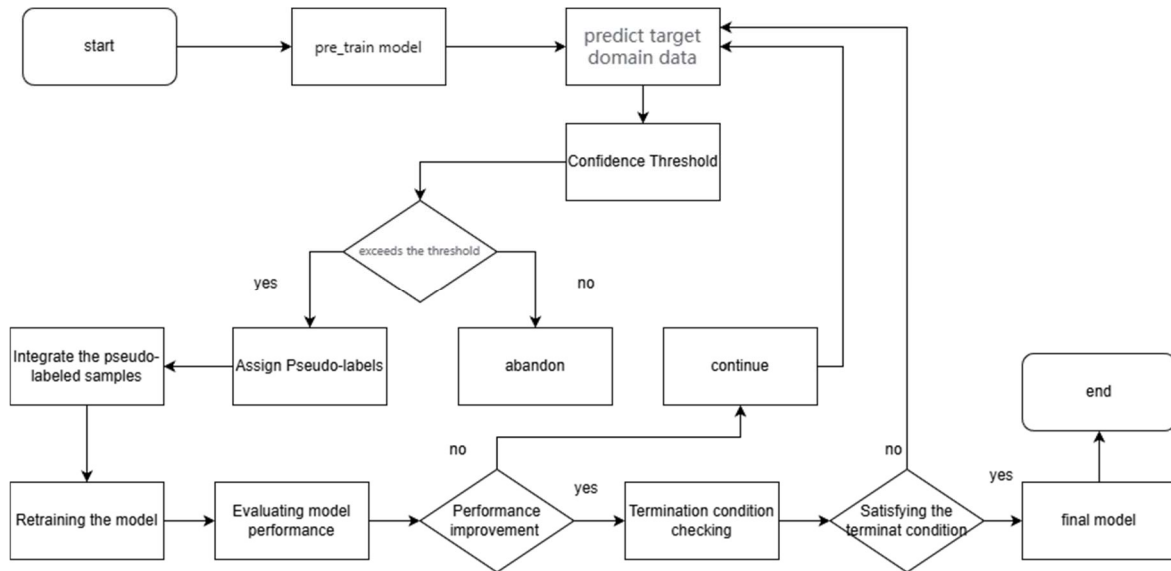 start
pre_train model
predict target
domain data
Confidence Threshold
exceeds the threshold
yes
no
Integrate the pseudo-
labeled samples
Assign Pseudo-labels
abandon
continue
end
no
no
yes
yes
Retraining the model
Evaluating model
performance
Performance
improvement
Termination condition
checking
Satisfying the
terminat condition
final model